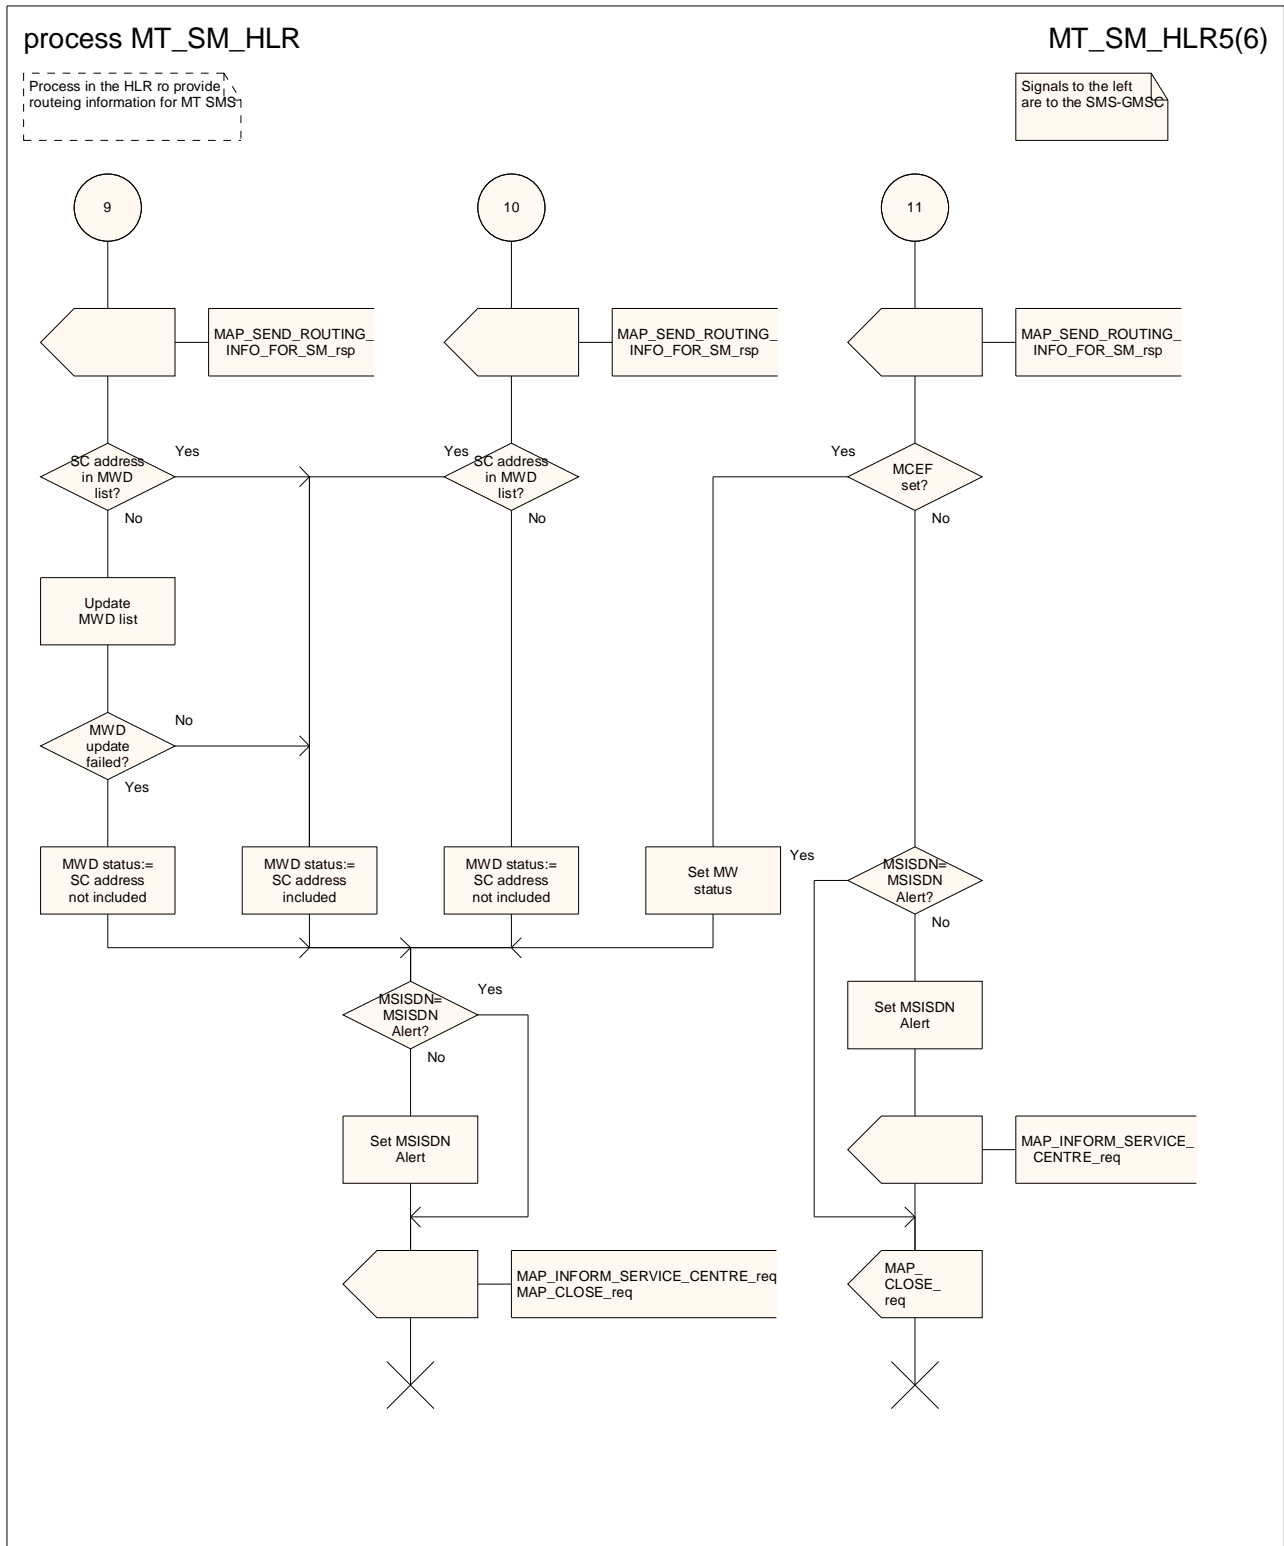 process MT_SM_HLR
MT_SM_HLR5(6)
Process in the HLR ro provide
routeing information for MT SMS
Signals to the left
are to the SMS-GMSC
9
10
11
MAP_SEND_ROUTING_
INFO_FOR_SM_rsp
MAP_SEND_ROUTING_
INFO_FOR_SM_rsp
MAP_SEND_ROUTING_
INFO_FOR_SM_rsp
SC address
in MWD
list?
Yes
No
Yes
SC address
in MWD
list?
No
Yes
MCEF
set?
No
Update
MWD list
MWD
update
failed?
No
Yes
MWD status:=
SC address
not included
MWD status:=
SC address
included
MWD status:=
SC address
not included
Set MW
status
Yes
MSISDN=
MSISDN
Alert?
No
MSISDN=
MSISDN
Alert?
Yes
No
Set MSISDN
Alert
Set MSISDN
Alert
MAP_INFORM_SERVICE_
CENTRE_req
MAP_INFORM_SERVICE_CENTRE_req
MAP_CLOSE_req
MAP_
CLOSE_
req